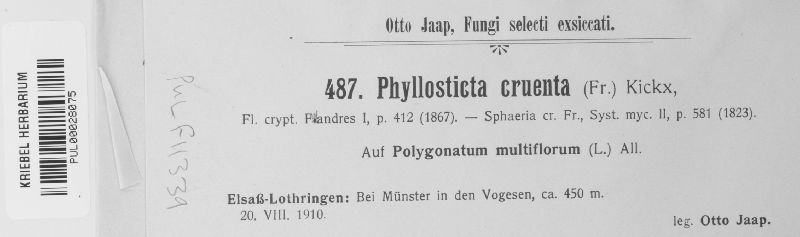 KRIEBEL HERBARIUM
PUL00028075
PUL F11339
Otto Jaap, Fungi selecti exsiccati.
487. Phyllosticta cruenta (Fr.) Kickx,
Fl. crypt. Flandres I, p. 412 (1867). — Sphaeria cr. Fr., Syst. myc. II, p. 581 (1823).
Auf Polygonatum multiflorum (L.) All.
Elsaß-Lothringen: Bei Münster in den Vogesen, ca. 450 m.
20. VIII. 1910.
leg. Otto Jaap.